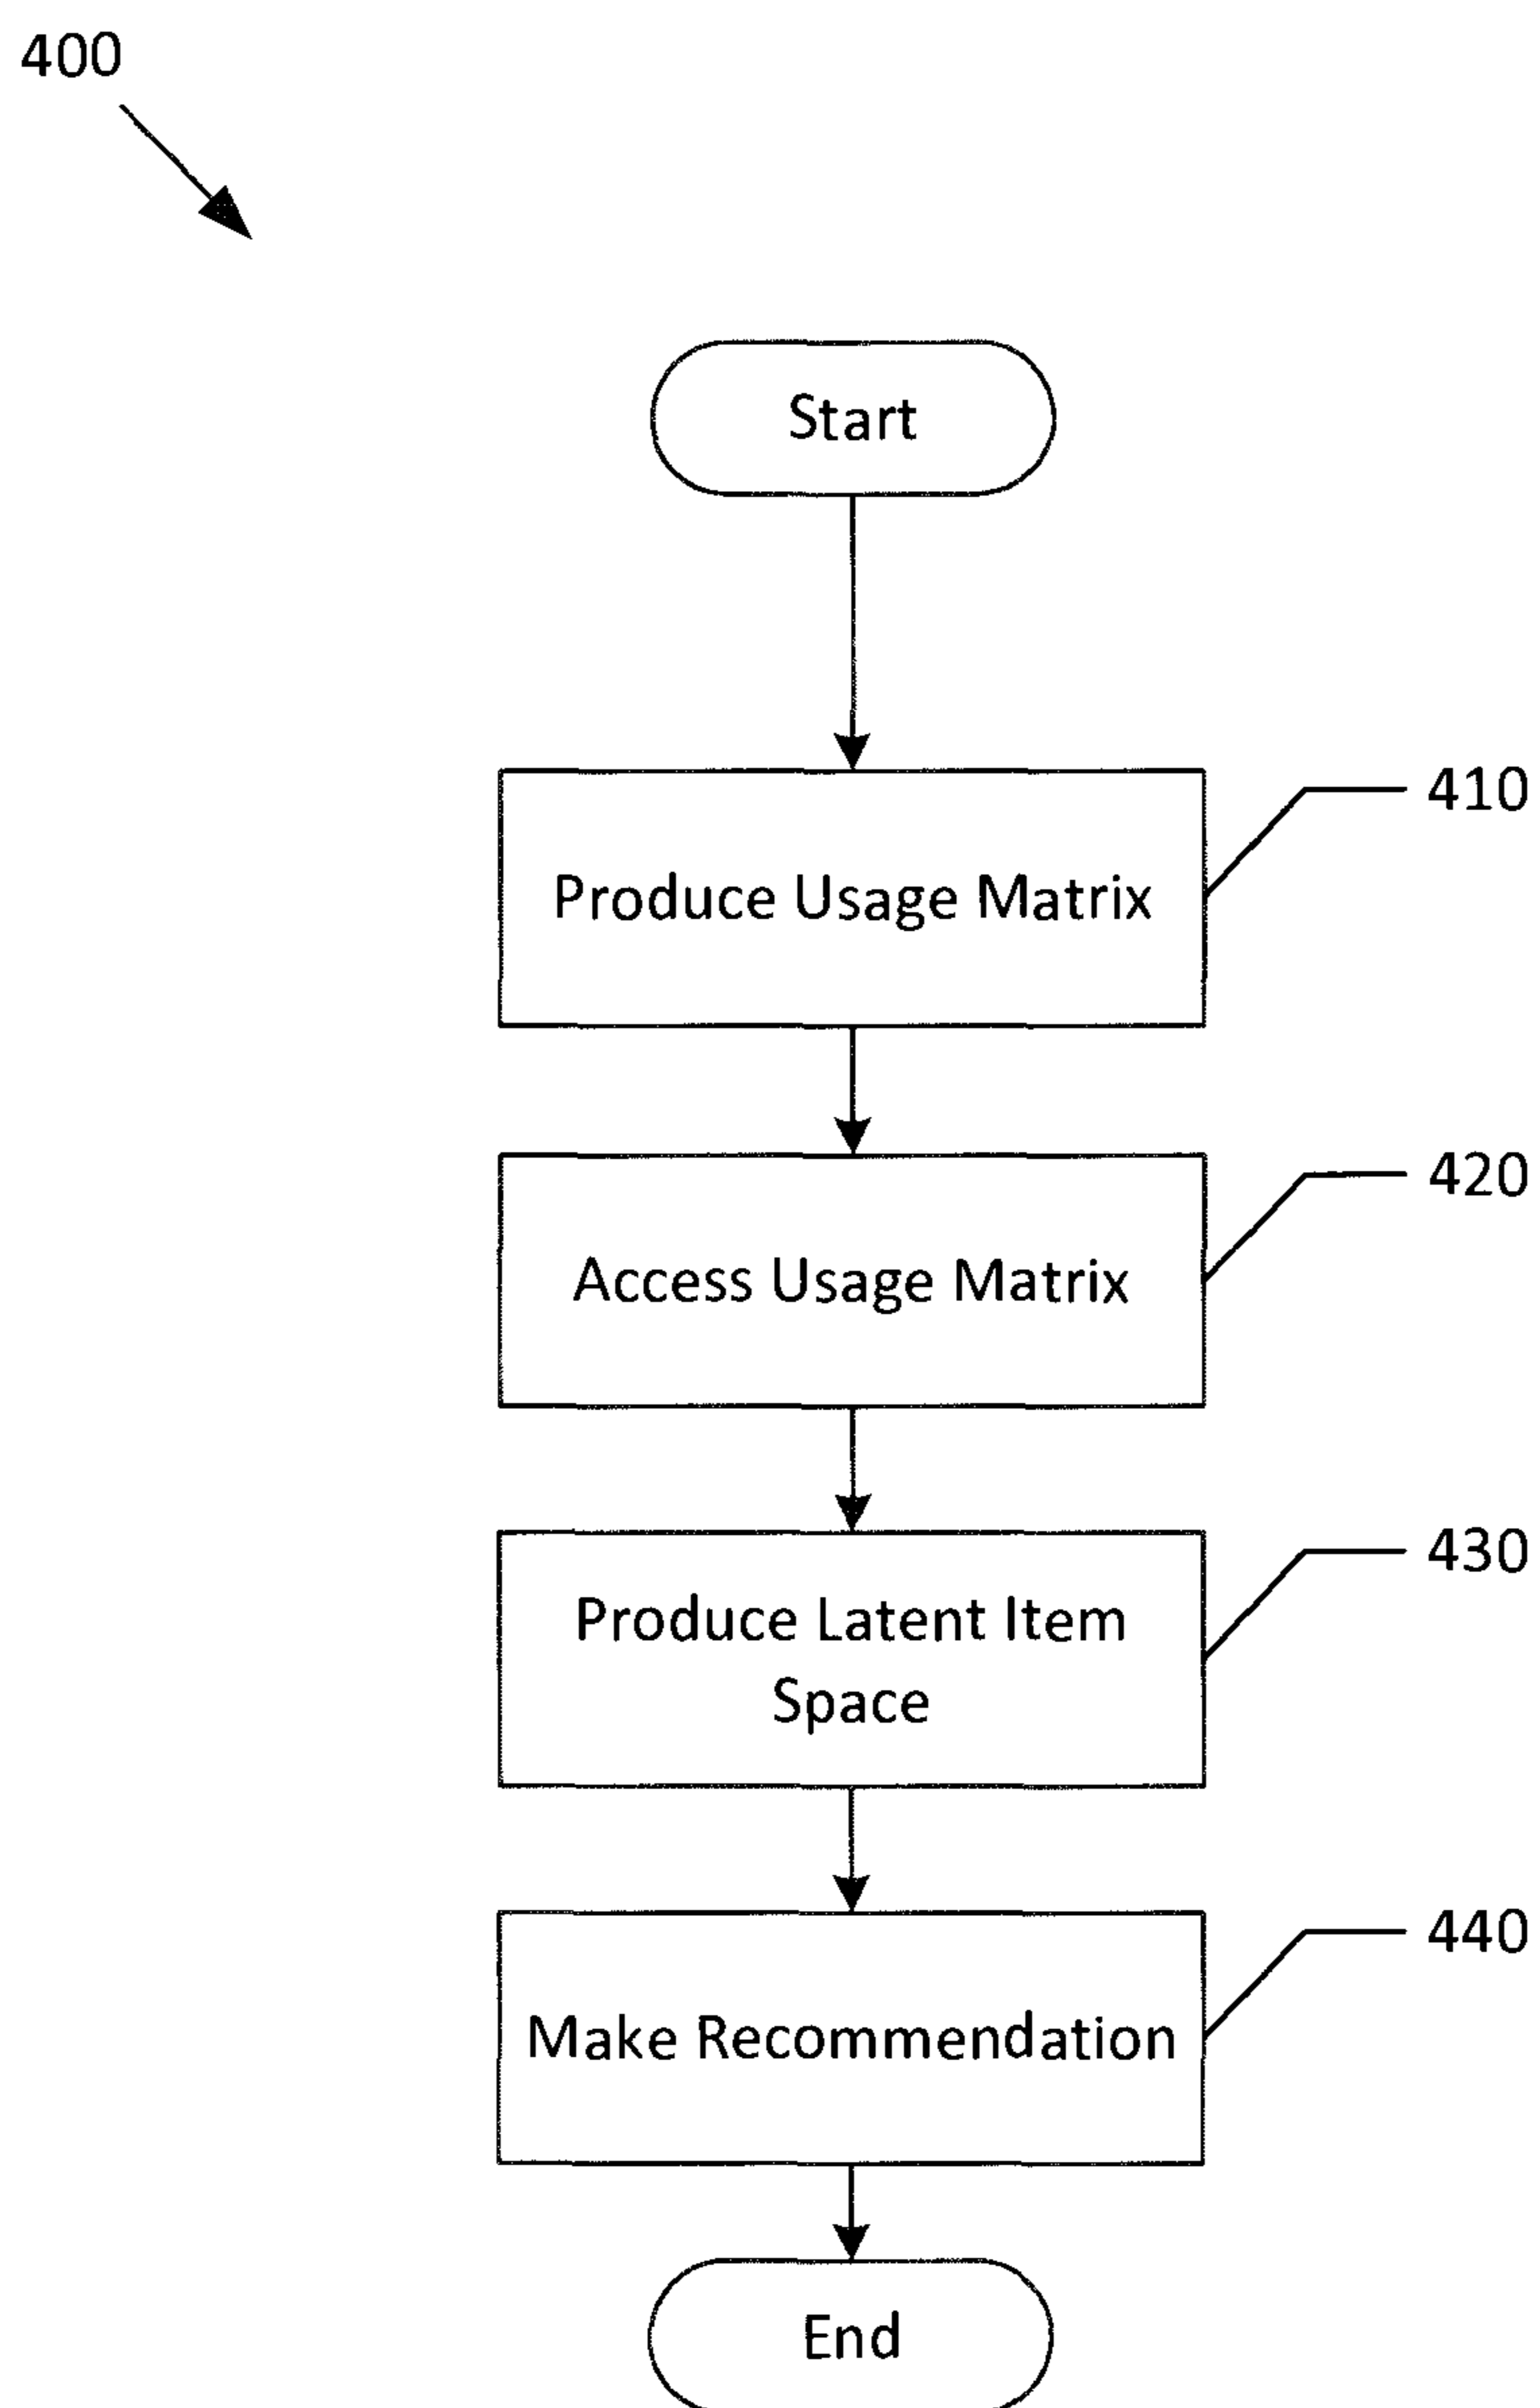 400
Start
410
Produce Usage Matrix
420
Access Usage Matrix
430
Produce Latent Item
Space
440
Make Recommendation
End